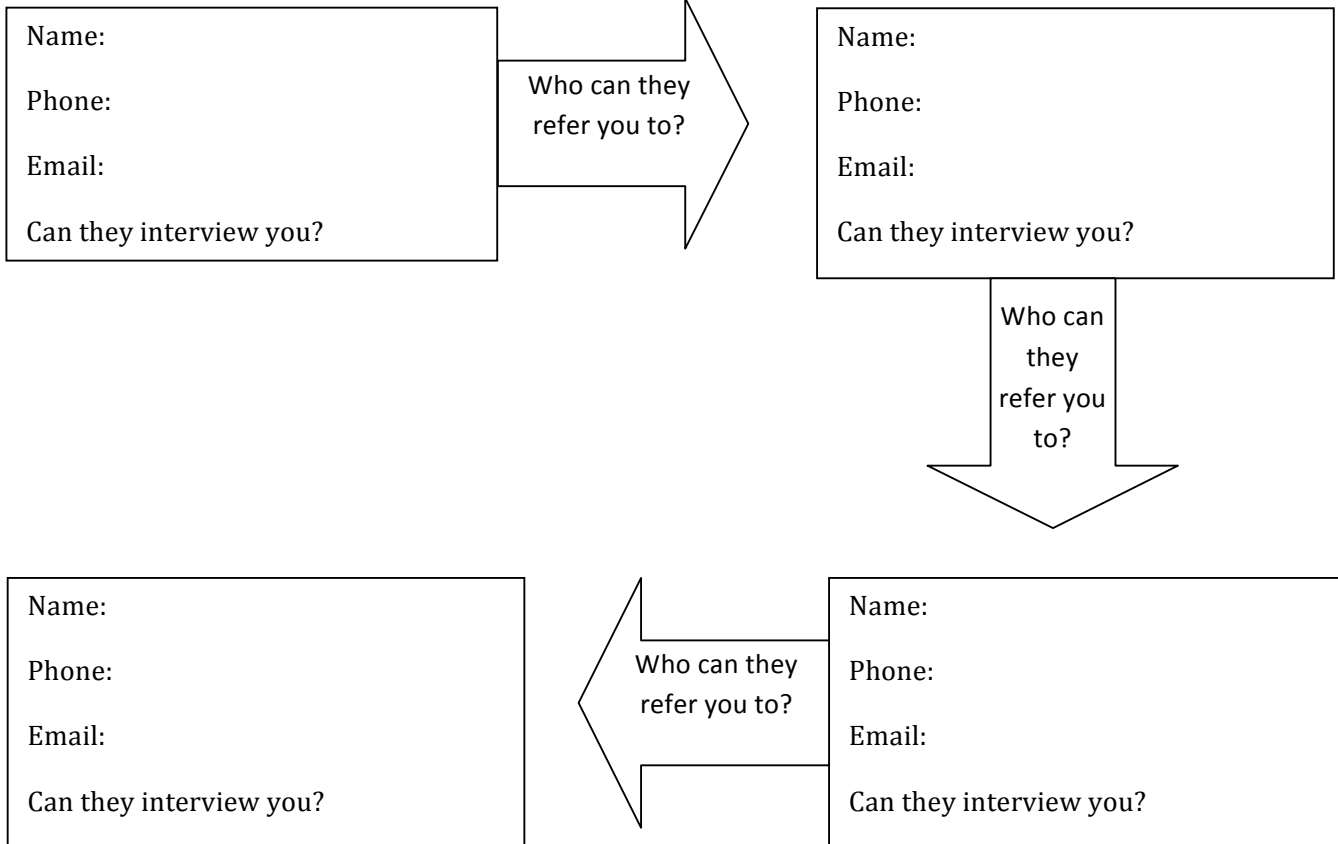 Name:
Phone:
Email:
Can they interview you?
Who can they
refer you to?
Name:
Phone:
Email:
Can they interview you?
Who can
they
refer you
to?
Name:
Phone:
Email:
Can they interview you?
Who can they
refer you to?
Name:
Phone:
Email:
Can they interview you?